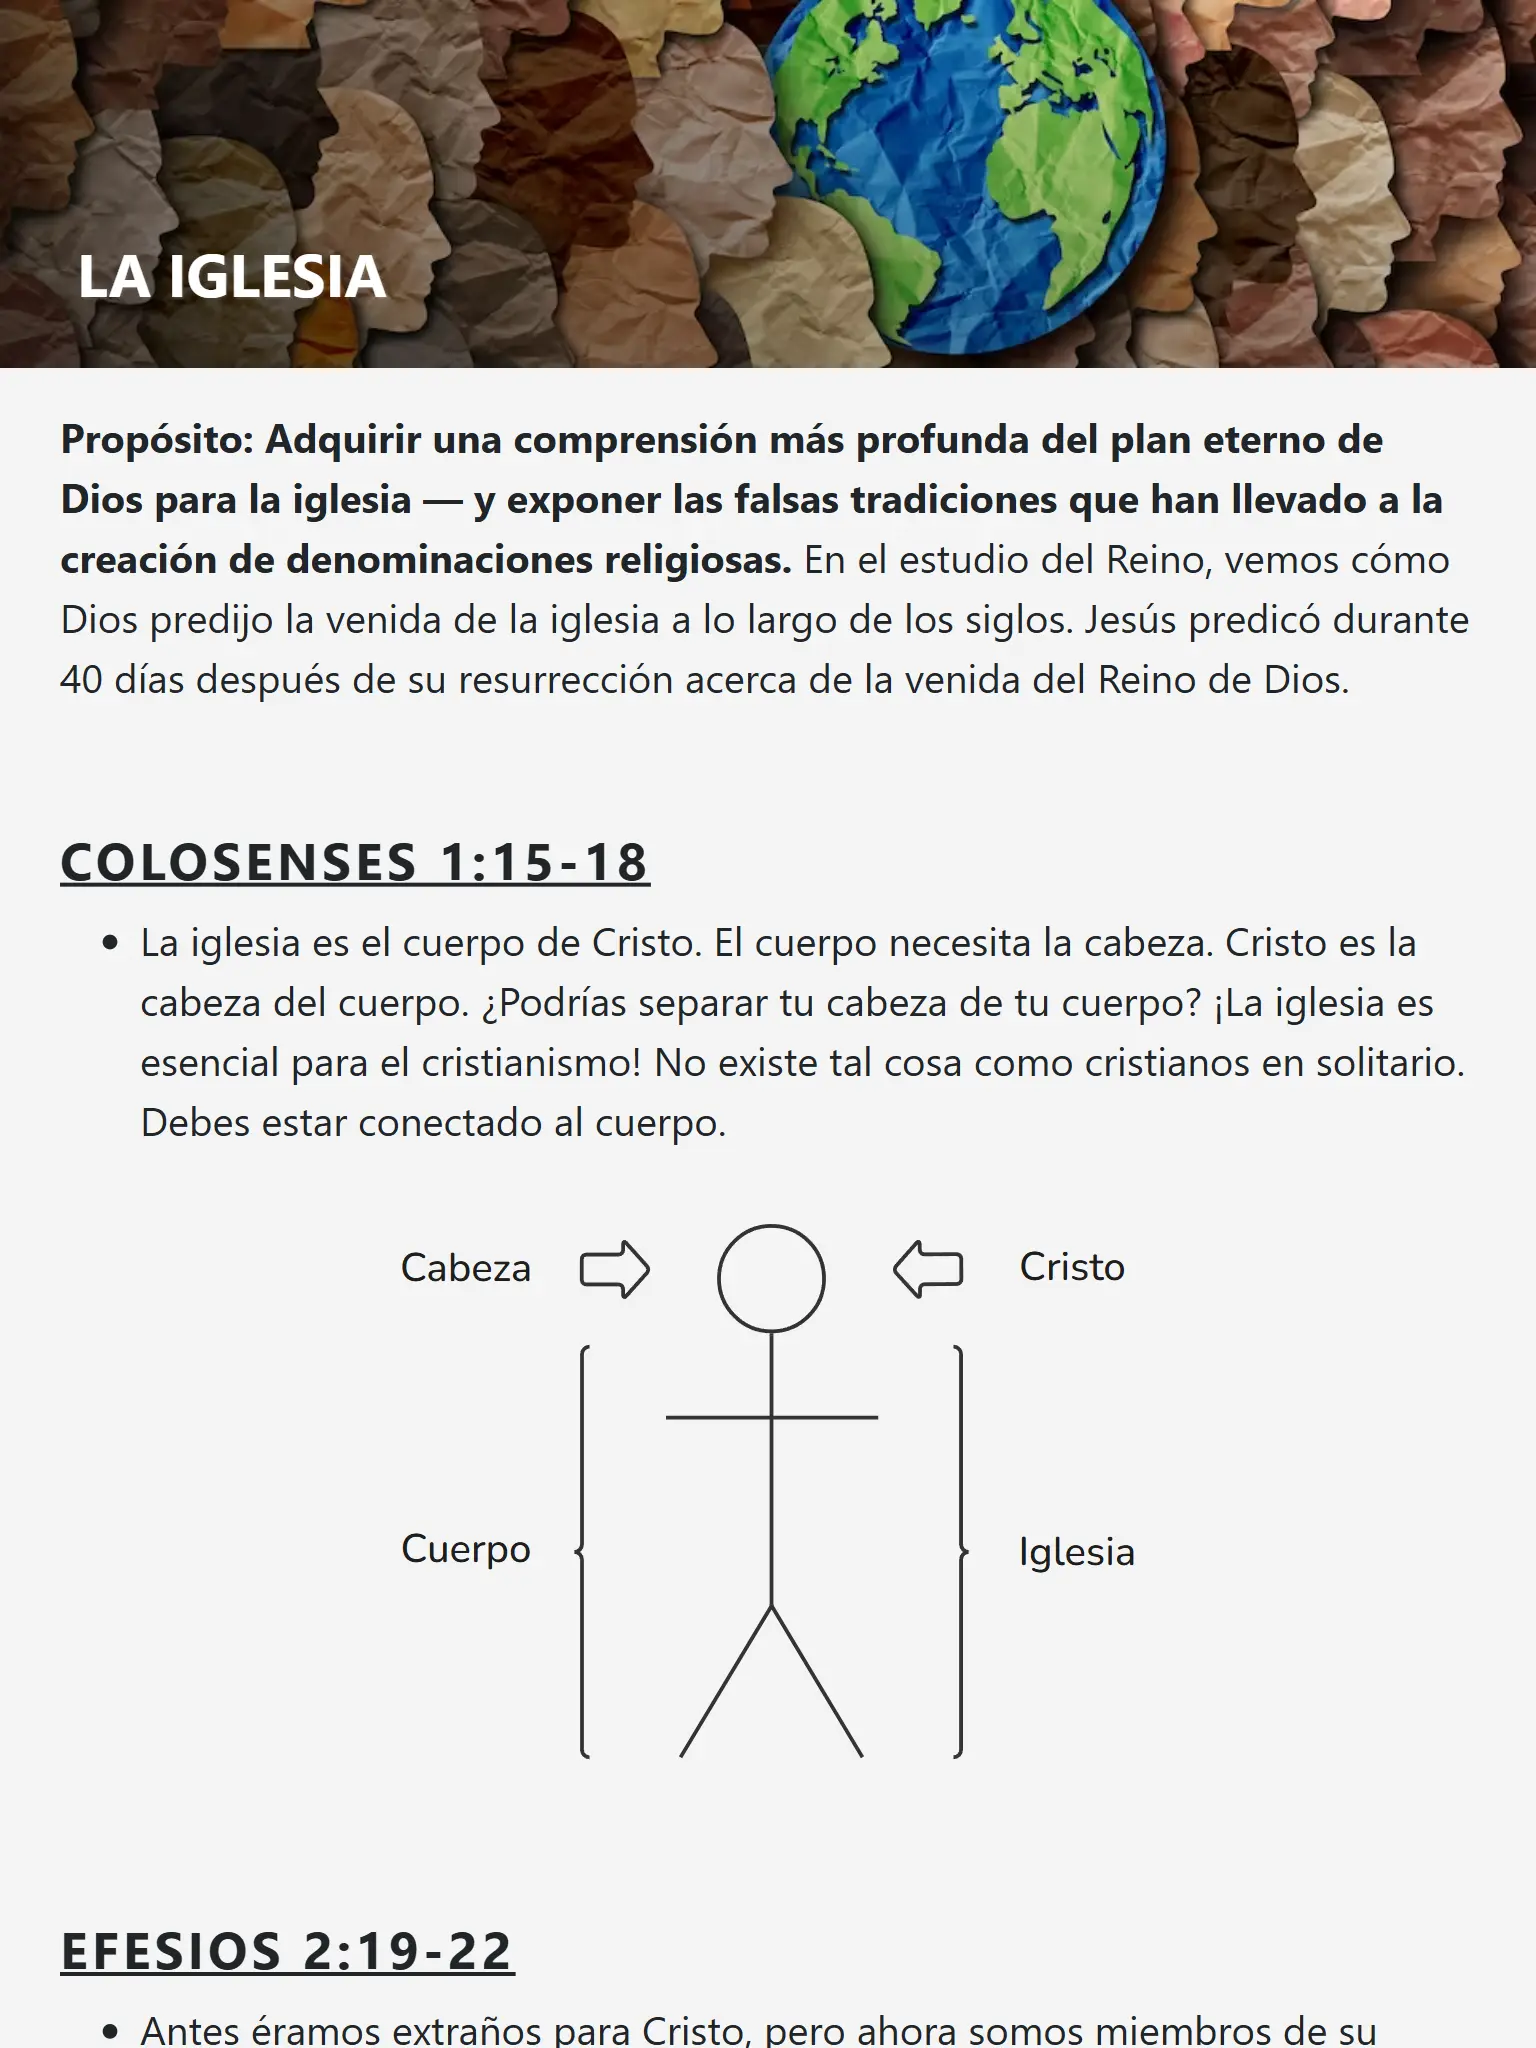 LA IGLESIA
Propósito: Adquirir una comprensión más profunda del plan eterno de
Dios para la iglesia — y exponer las falsas tradiciones que han llevado a la
creación de denominaciones religiosas. En el estudio del Reino, vemos cómo
Dios predijo la venida de la iglesia a lo largo de los siglos. Jesús predicó durante
40 días después de su resurrección acerca de la venida del Reino de Dios.
COLOSENSES 1:15-18
• La iglesia es el cuerpo de Cristo. El cuerpo necesita la cabeza. Cristo es la
cabeza del cuerpo. ¿Podrías separar tu cabeza de tu cuerpo? ¡La iglesia es
esencial para el cristianismo! No existe tal cosa como cristianos en solitario.
Debes estar conectado al cuerpo.
Cabeza
Cristo
Cuerpo
Iglesia
EFESIOS 2:19-22
• Antes éramos extraños para Cristo, pero ahora somos miembros de su